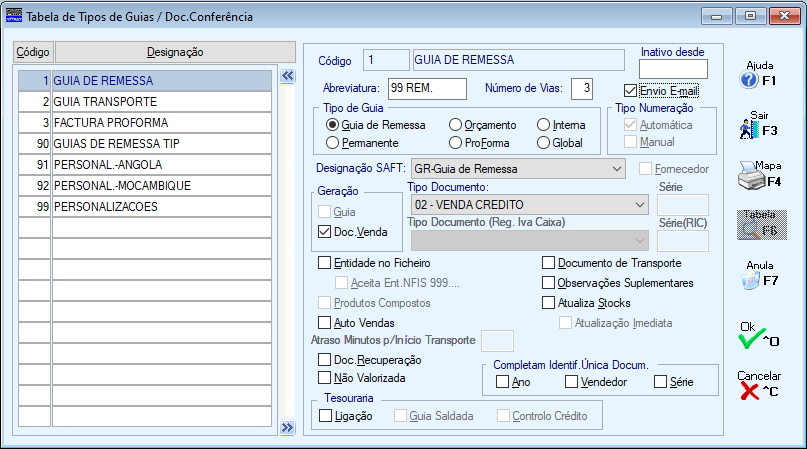 Tabela de Tipos de Guias / Doc.Conferência
Código Designação
1 GUIA DE REMESSA
2 GUIA TRANSPORTE
3 FACTURA PROFORMA
90 GUIAS DE REMESSA TIP
91 PERSONAL.-ANGOLA
92 PERSONAL.-MOCAMBIQUE
99 PERSONALIZACOES
Código 1 GUIA DE REMESSA
Inativo desde
Abreviatura: 99 REM. Número de Vias: 3
Envio E-mail
Tipo de Guia
Guia de Remessa Orçamento Interna
Permanente ProForma Global
Tipo Numeração
Automática
Manual
Designação SAFT: GR-Guia de Remessa
Fornecedor
Geração
Guia
Doc.Venda
Tipo Documento: Série
02 - VENDA CREDITO
Tipo Documento (Reg. Iva Caixa) Série(RIC)
Entidade no Ficheiro
Aceita Ent.NFIS 999....
Produtos Compostos
Auto Vendas
Atraso Minutos p/Início Transporte
Doc.Recuperação
Não Valorizada
Documento de Transporte
Observações Suplementares
Atualiza Stocks
Atualização Imediata
Completam Identif.Única Docum.
Ano Vendedor Série
Tesouraria
Ligação Guia Saldada Controlo Crédito
Ajuda
F1
Sair
F3
Mapa
F4
Tabela
F6
Anula
F7
Ok
^O
Cancelar
^C